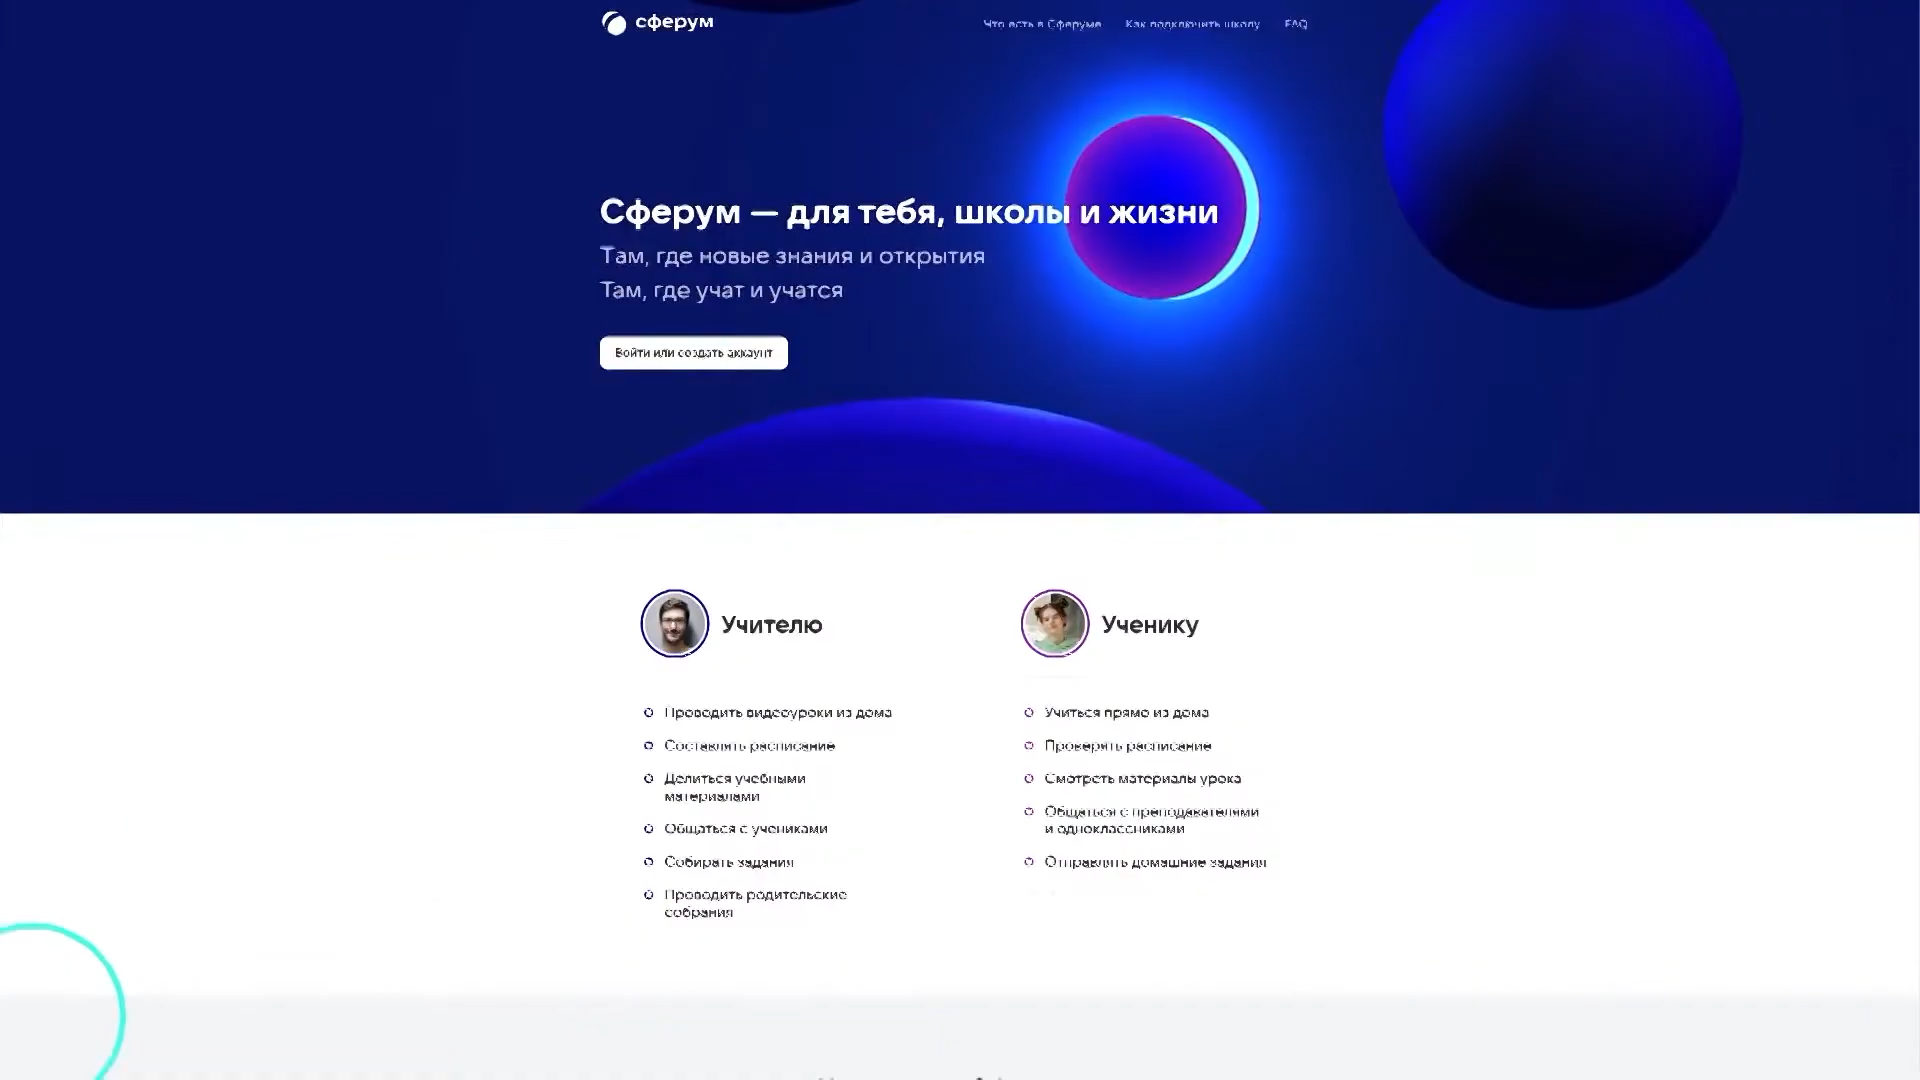 сферум
Что есть в Сферуме
Как подключить школу
FAQ
Сферум — для тебя, школы и жизни
Там, где новые знания и открытия
Там, где учат и учатся
Войти или создать аккаунт
Учителю
Проводить видеоуроки из дома
Составлять расписание
Делиться учебными
материалами
Общаться с учениками
Собирать задания
Проводить родительские
собрания
Ученику
Учиться прямо из дома
Проверять расписание
Смотреть материалы урока
Общаться с преподавателями
и одноклассниками
Отправлять домашние задания